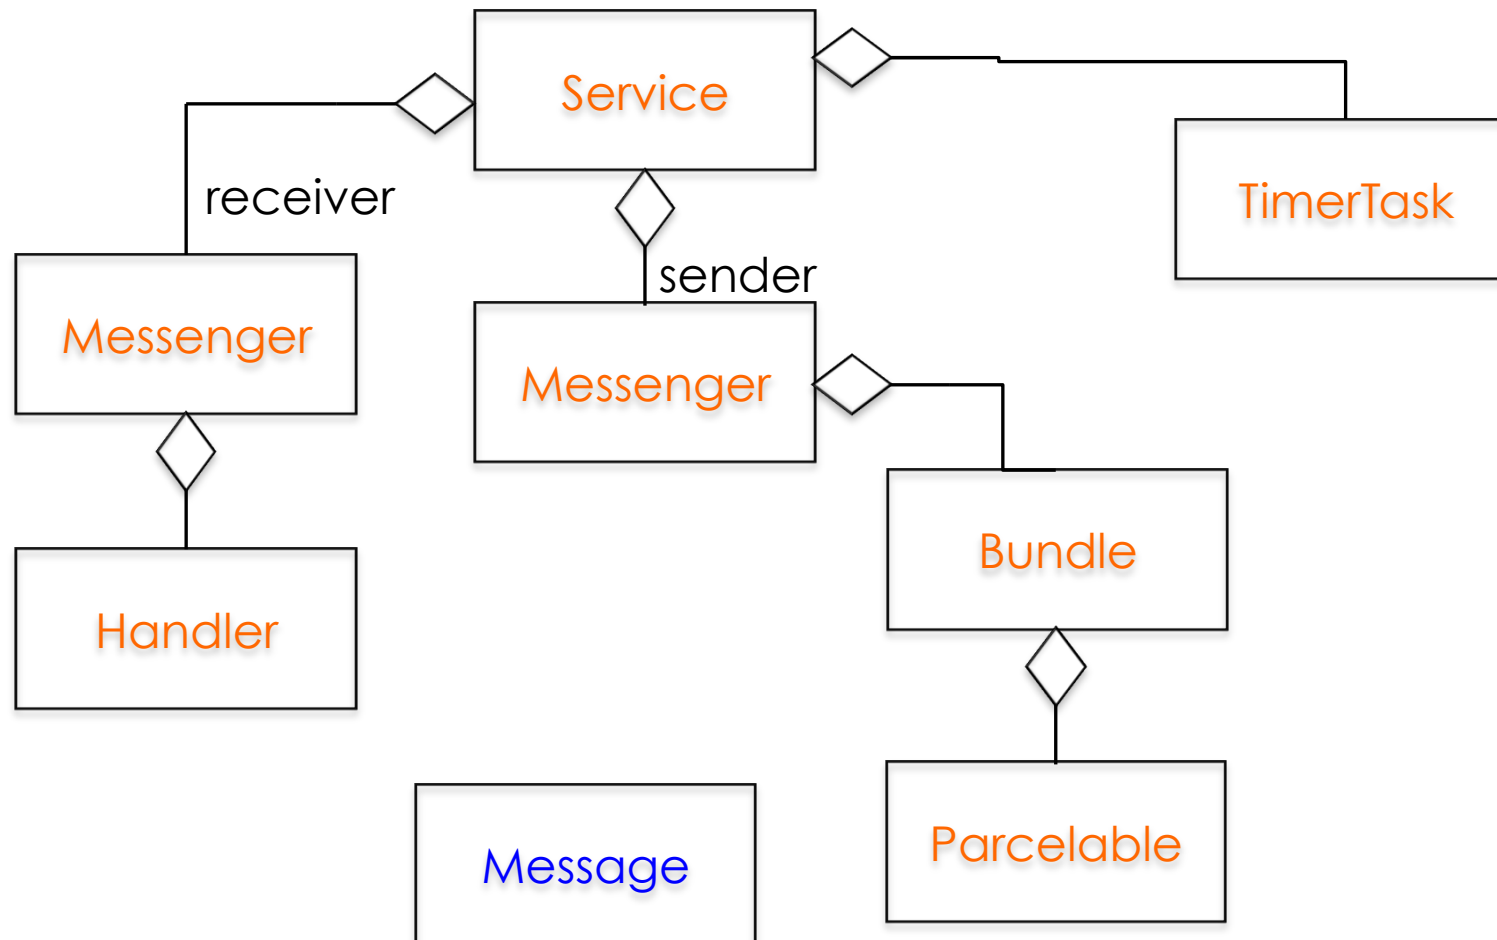 Service
receiver
TimerTask
sender
Messenger
Messenger
Bundle
Handler
Parcelable
Message